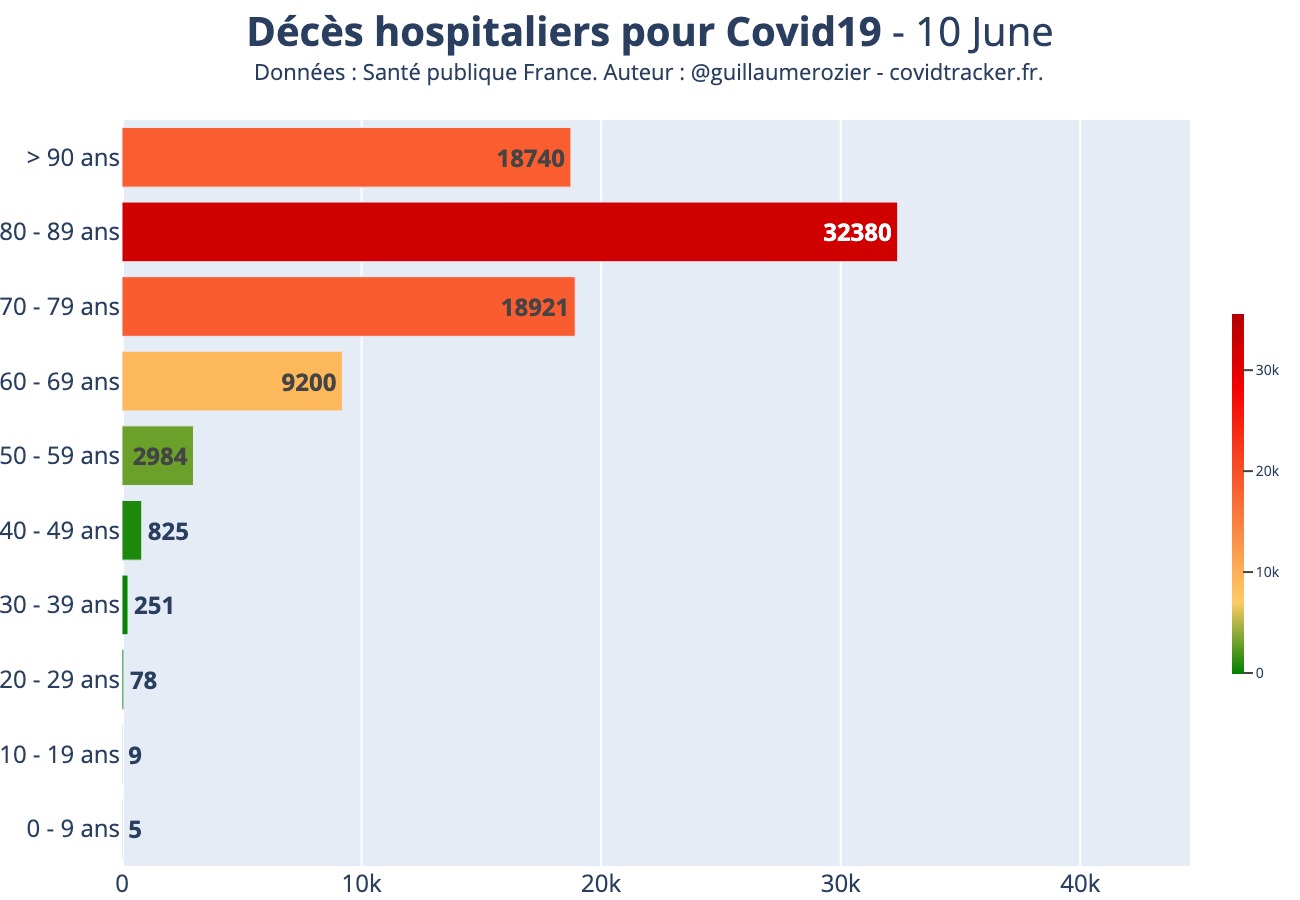 Décès hospitaliers pour Covid19 - 10 June
Données : Santé publique France. Auteur : @guillaumerozier - covidtracker.fr.
> 90 ans 18740
80 - 89 ans 32380
70 - 79 ans 18921
60 - 69 ans 9200
50 - 59 ans 2984
40 - 49 ans 825
30 - 39 ans 251
20 - 29 ans 78
10 - 19 ans 9
0 - 9 ans 5
0 10k 20k 30k 40k
30k
20k
10k
0